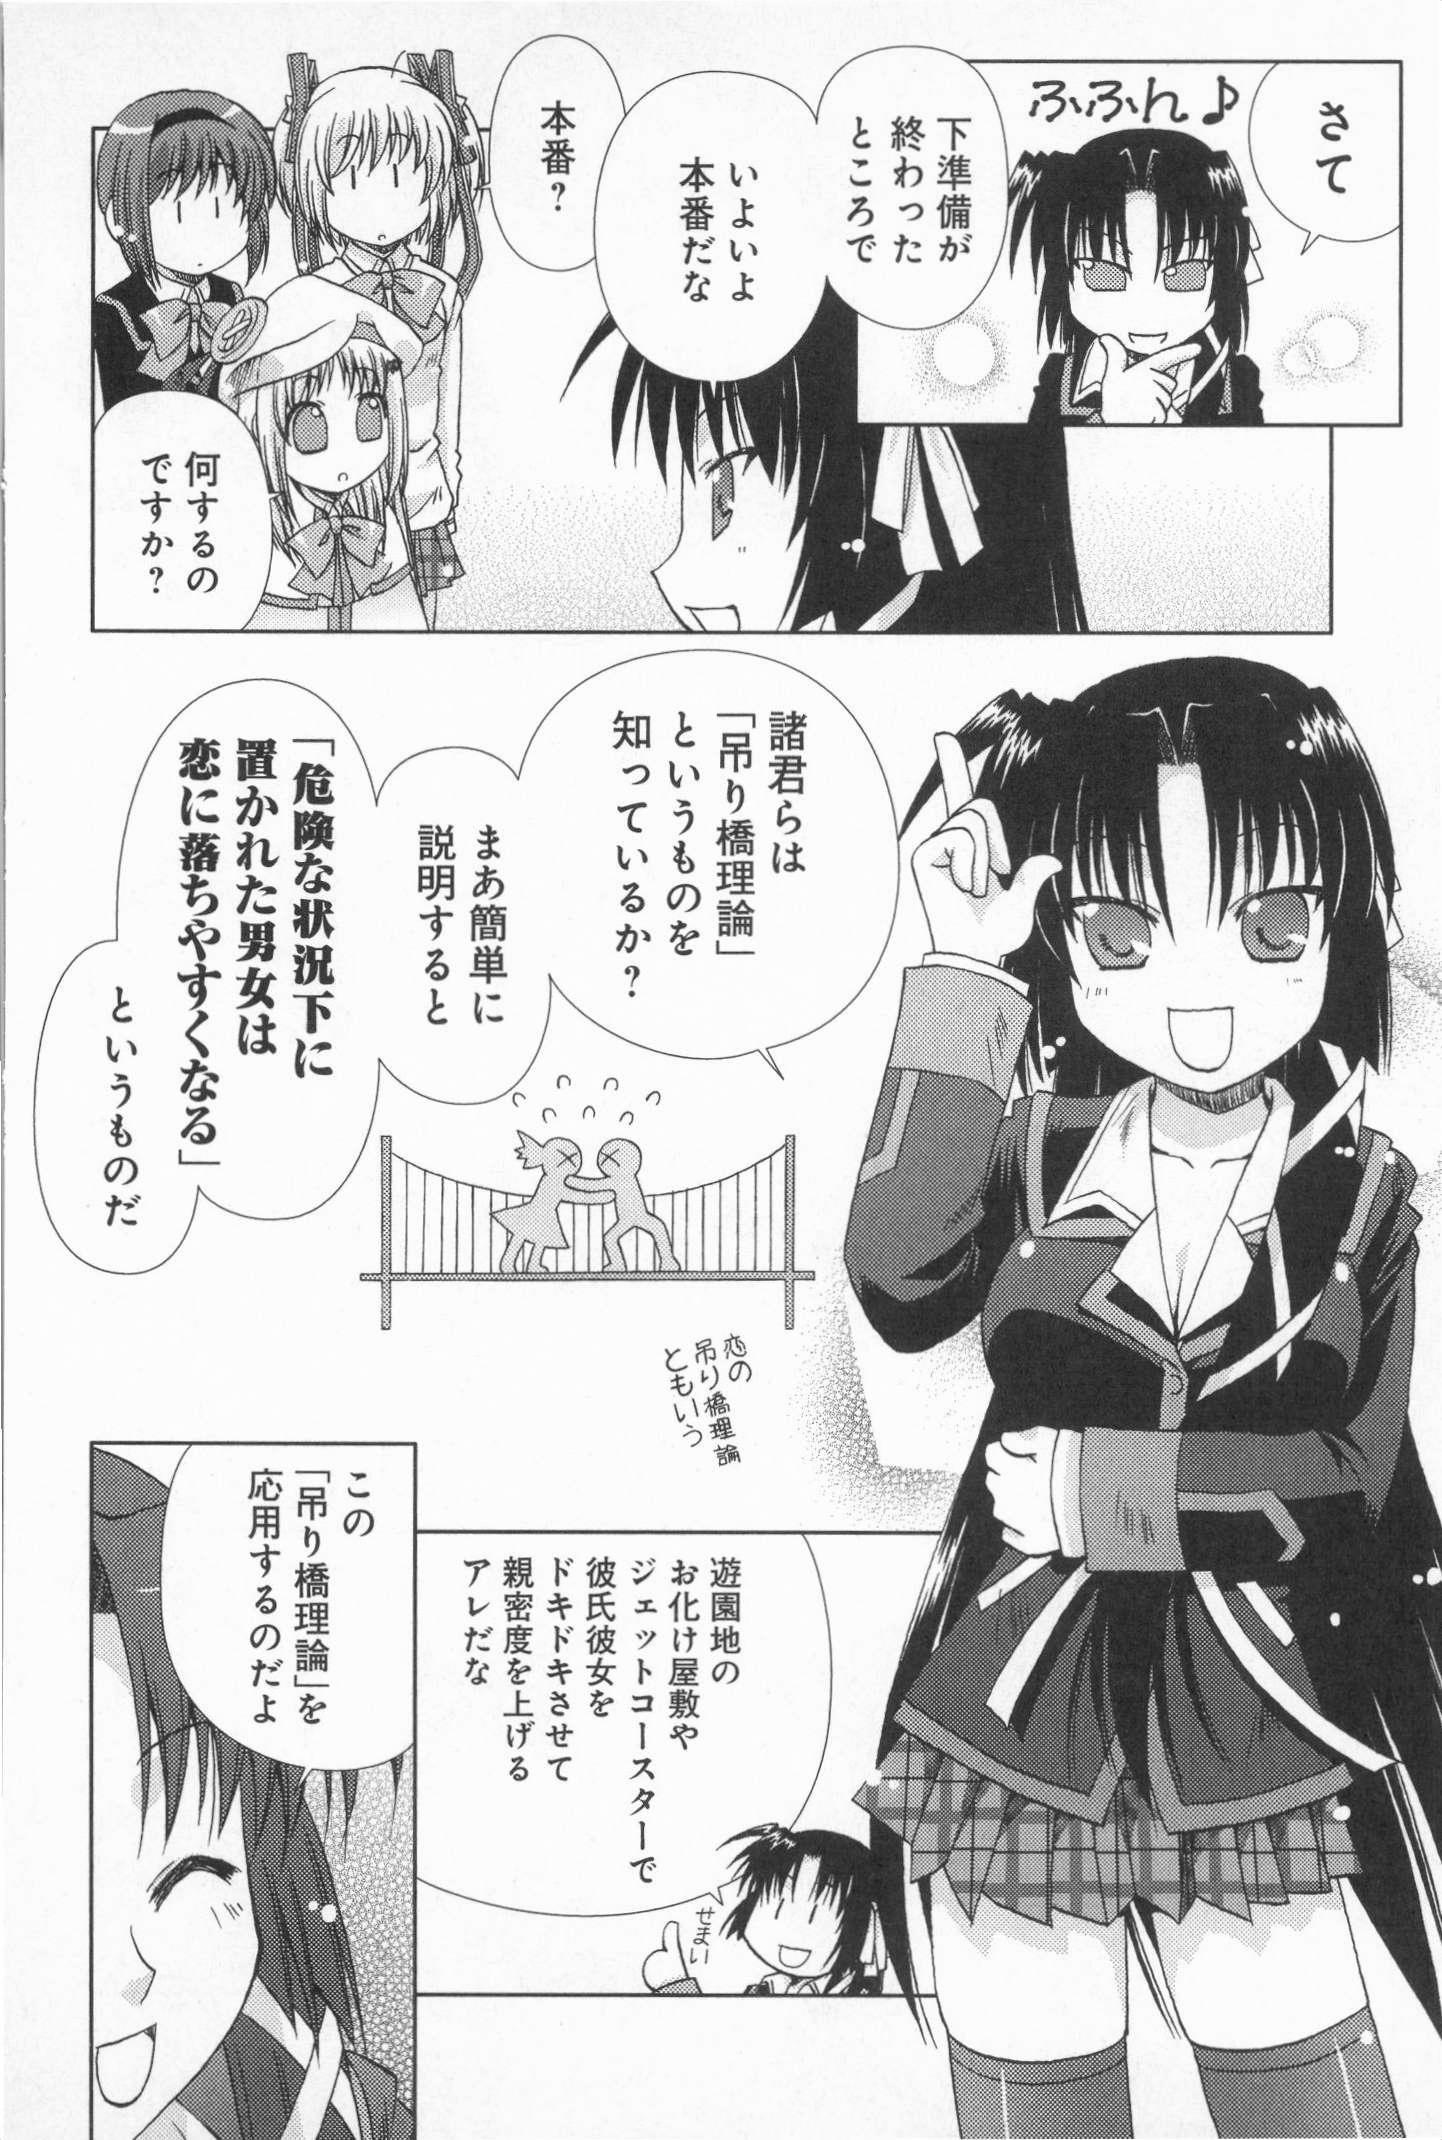 さて
ふふん♪
下準備が
終わった
ところで
いよいよ
本番だな
本番?
何するの
ですか?
諸君らは
「吊り橋理論」
というものを
知っているか?
まあ簡単に
説明すると
「危険な状況下に
置かれた男女は
恋に落ちやすくなる」
というものだ
恋の
吊り橋理論
ともいう
遊園地の
お化け屋敷や
ジェットコースターで
彼氏彼女を
ドキドキさせて
親密度を上げる
アレだな
せまい
この
「吊り橋理論」を
応用するのだよ